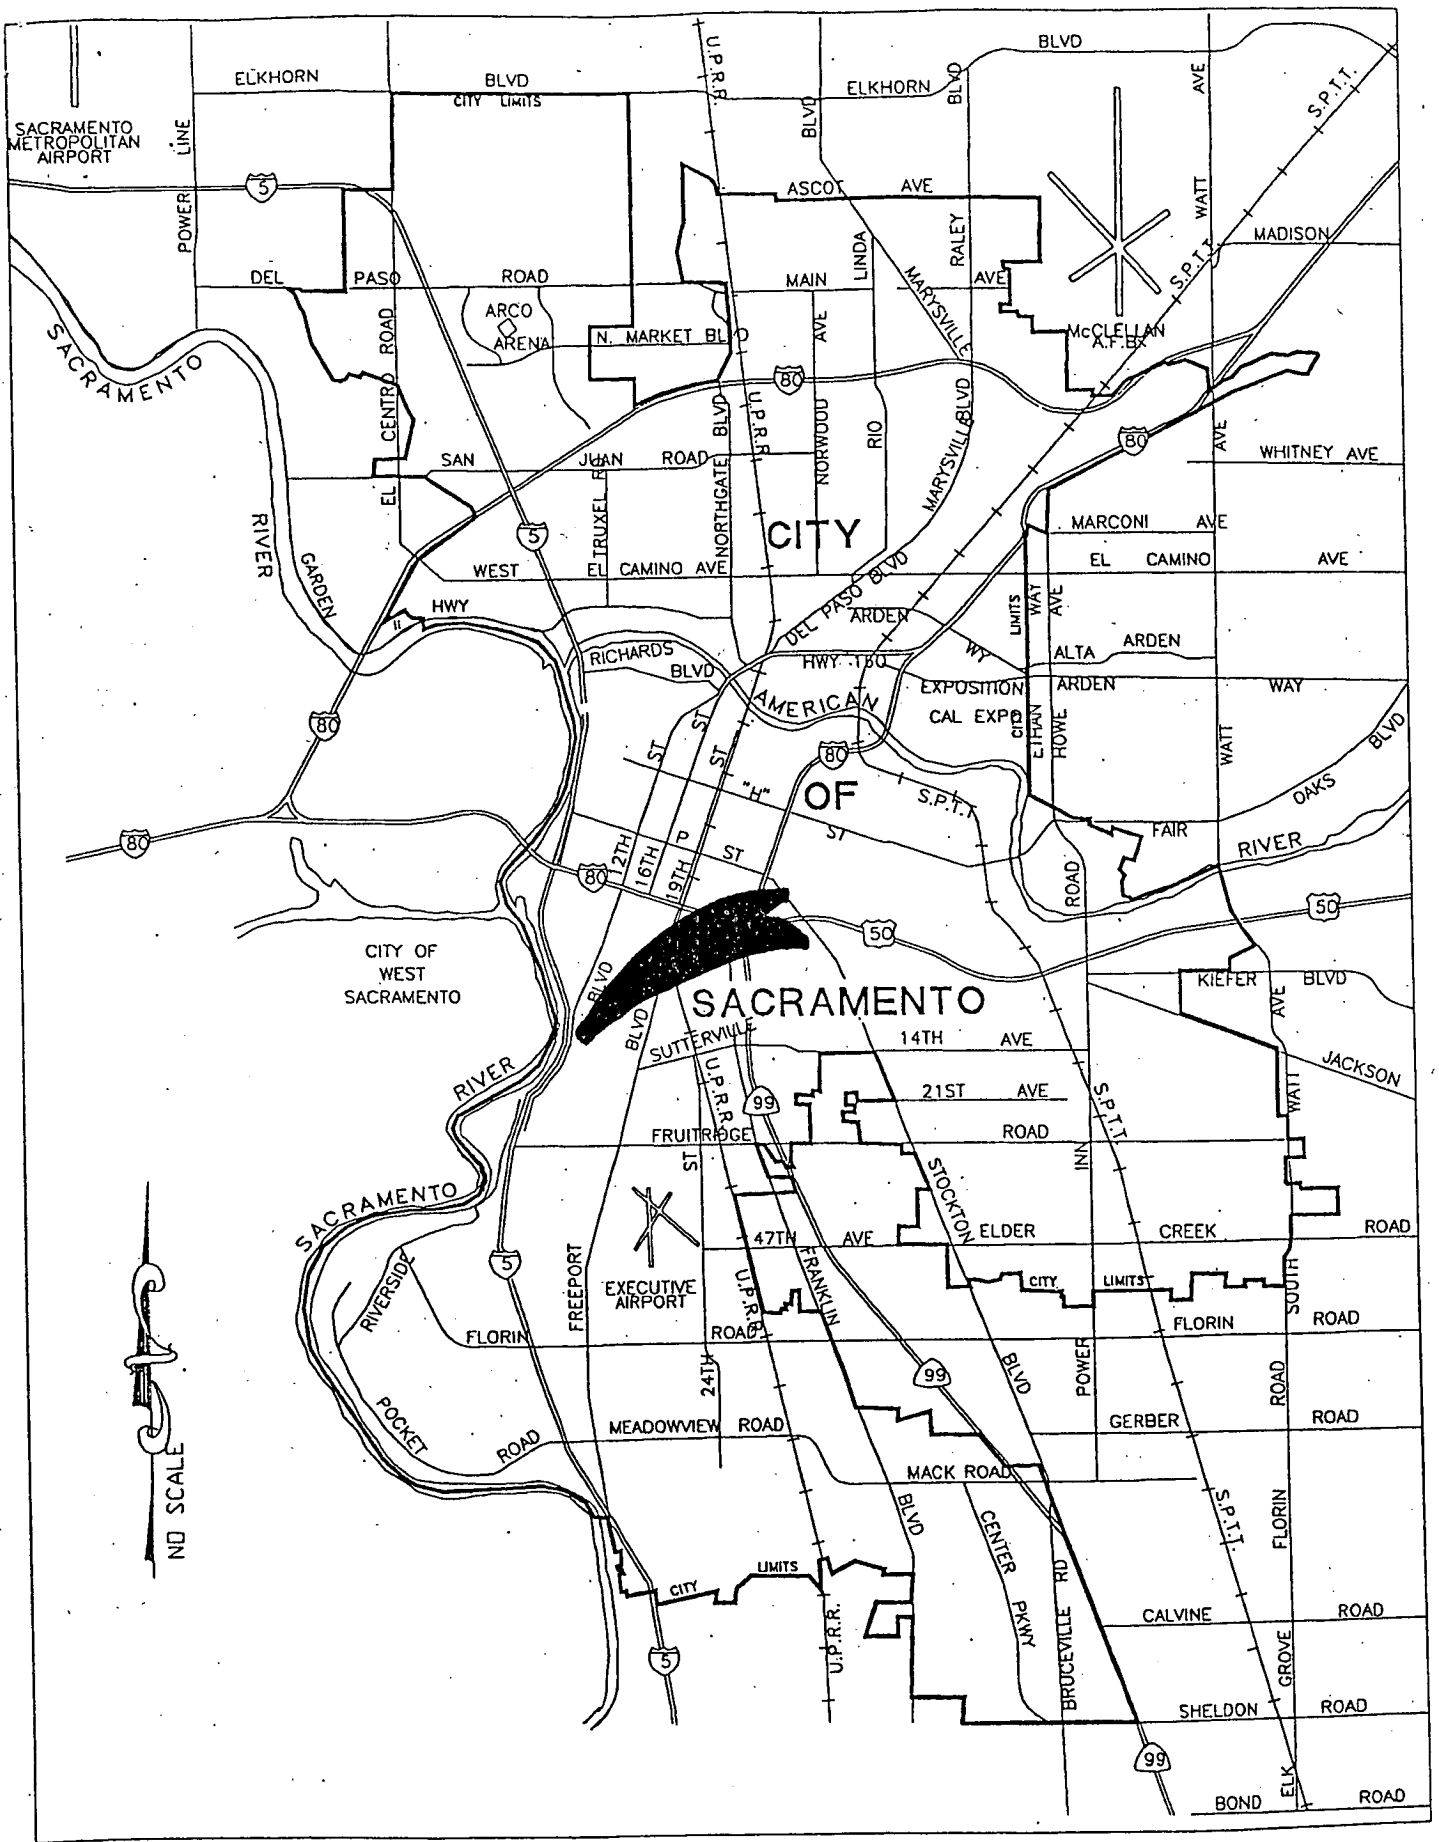 BLVD
ELKHORN BLVD
CITY LIMITS
U.P.R.R.
BLVD
ELKHORN
BLVD
AVE
S.P.T.T.
SACRAMENTO
METROPOLITAN
AIRPORT
POWER LINE
5
ASCOT AVE
LINDA
RALEY
WATT
MADISON
S.P.T.T.
DEL PASO ROAD
MAIN AVE
MARYSVILLE
ARCO
ARENA
N. MARKET BLVD
AVE
McCLELLAN
A.F.B.
SACRAMENTO
EL CENTRO ROAD
80
BLVD
U.P.R.R.
NORWOOD
RIO
MARYSVILLE BLVD
80
AVE
SAN JUAN ROAD
WHITNEY AVE
RIVER
5
TRUXEL RD
NORTHGATE
CITY
MARCONI AVE
GARDEN
WEST EL CAMINO AVE
EL CAMINO AVE
DEL PASO BLVD
HWY
ARDEN
WY
LIMITS
WAY
AVE
RICHARDS
BLVD
HWY 160
ALTA ARDEN
EXPOSITION
ARDEN WAY
AMERICAN
CAL EXPO
CITY
ETHAN
HOWE
80
ST
ST
ST
WATT
BLVD
80
"H"
ST
OF
S.P.T.T
OAKS
80
12TH
16TH
19TH
P
ST
FAIR
RIVER
80
ROAD
50
50
CITY OF
WEST
SACRAMENTO
BLVD
SACRAMENTO
KIEFER BLVD
BLVD
SUTTERVILLE
14TH AVE
AVE
JACKSON
RIVER
U.P.R.R
99
21ST AVE
S.P.T.T
WATT
FRUITRIDGE
ROAD
ST
INN
STOCKTON
SACRAMENTO
47TH AVE
ELDER CREEK ROAD
RIVERSIDE
5
FREEPORT
EXECUTIVE
AIRPORT
U.P.R.R
FRANKLIN
CITY LIMITS
SOUTH
FLORIN
ROAD
FLORIN ROAD
24TH
99
BLVD
POWER
ROAD
POCKET
ROAD
MEADOWVIEW ROAD
GERBER ROAD
MACK ROAD
NO SCALE
BLVD
CENTER
PKWY
S.P.T.T.
FLORIN
CITY
LIMITS
U.P.R.R.
BRUCEVILLE RD
CALVINE ROAD
5
GROVE
SHELDON ROAD
99
ELK
BOND ROAD